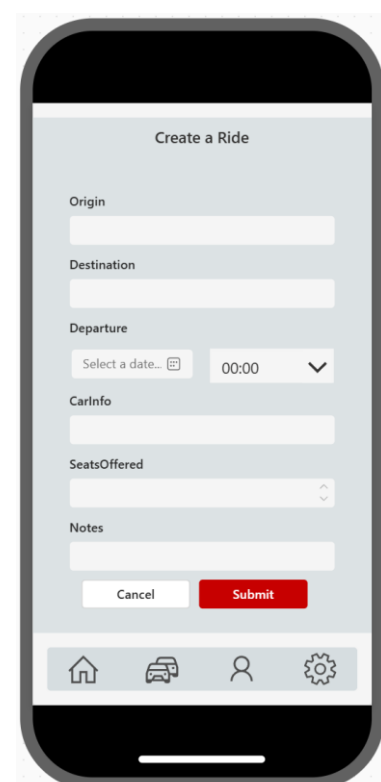 Create a Ride
Origin
Destination
Departure
Select a date... 00:00
CarInfo
SeatsOffered
Notes
Cancel Submit